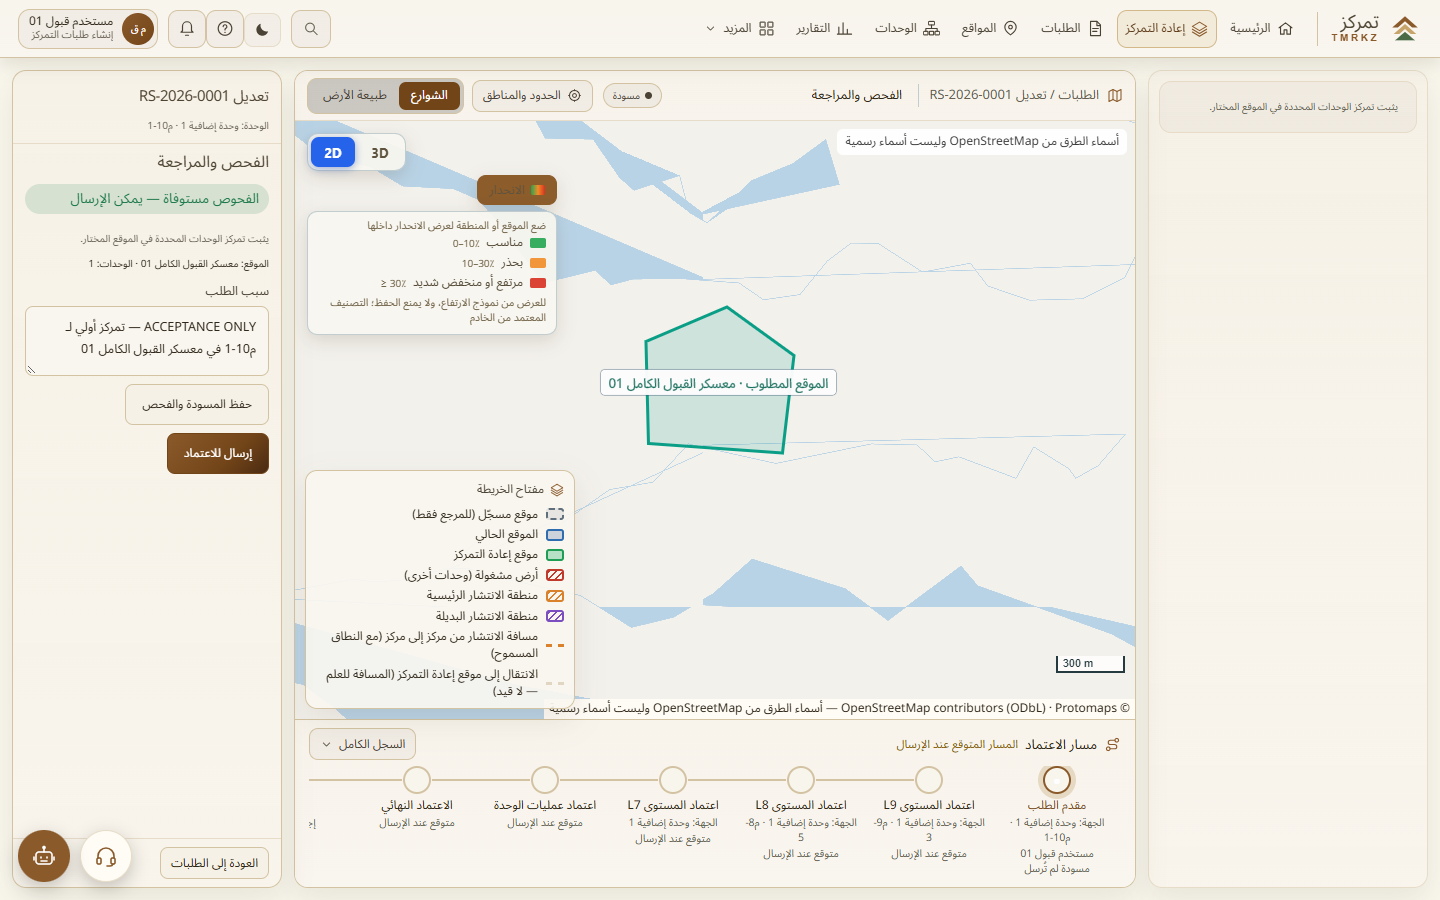 تمركز
TMRKZ
الرئيسية
إعادة التمركز
الطلبات
المواقع
الوحدات
التقارير
المزيد
م ق
مستخدم قبول 01
إنشاء طلبات التمركز
يثبت تمركز الوحدات المحددة في الموقع المختار.
الطلبات / تعديل RS-2026-0001
الفحص والمراجعة
مسودة
الحدود والمناطق
الشوارع
طبيعة الأرض
أسماء الطرق من OpenStreetMap وليست أسماء رسمية
2D
3D
الانحدار
ضع الموقع أو المنطقة لعرض الانحدار داخلها
مناسب 0–10٪
بحذر 10–30٪
مرتفع أو منخفض شديد ≥ 30٪
للعرض من نموذج الارتفاع، ولا يمنع الحفظ؛ التصنيف
المعتمد من الخادم
الموقع المطلوب · معسكر القبول الكامل 01
مفتاح الخريطة
موقع مسجّل (للمرجع فقط)
الموقع الحالي
موقع إعادة التمركز
أرض مشغولة (وحدات أخرى)
منطقة الانتشار الرئيسية
منطقة الانتشار البديلة
مسافة الانتشار من مركز إلى مركز (مع النطاق
المسموح)
الانتقال إلى موقع إعادة التمركز (المسافة للعلم
— لا قيد)
300 m
© OpenStreetMap contributors (ODbL) · Protomaps — أسماء الطرق من OpenStreetMap وليست أسماء رسمية
مسار الاعتماد
المسار المتوقع عند الإرسال
السجل الكامل
مقدم الطلب
الجهة: وحدة إضافية 1 ·
م10-1
مستخدم قبول 01
مسودة لم تُرسل
اعتماد المستوى L9
الجهة: وحدة إضافية 1 · م9-
3
متوقع عند الإرسال
اعتماد المستوى L8
الجهة: وحدة إضافية 1 · م8-
5
متوقع عند الإرسال
اعتماد المستوى L7
الجهة: وحدة إضافية 1
متوقع عند الإرسال
اعتماد عمليات الوحدة
متوقع عند الإرسال
الاعتماد النهائي
متوقع عند الإرسال
تعديل RS-2026-0001
الوحدة: وحدة إضافية 1 · م10-1
الفحص والمراجعة
الفحوص مستوفاة — يمكن الإرسال
يثبت تمركز الوحدات المحددة في الموقع المختار.
الموقع: معسكر القبول الكامل 01 · الوحدات: 1
سبب الطلب
ACCEPTANCE ONLY — تمركز أولي لـ
م10-1 في معسكر القبول الكامل 01
حفظ المسودة والفحص
إرسال للاعتماد
العودة إلى الطلبات